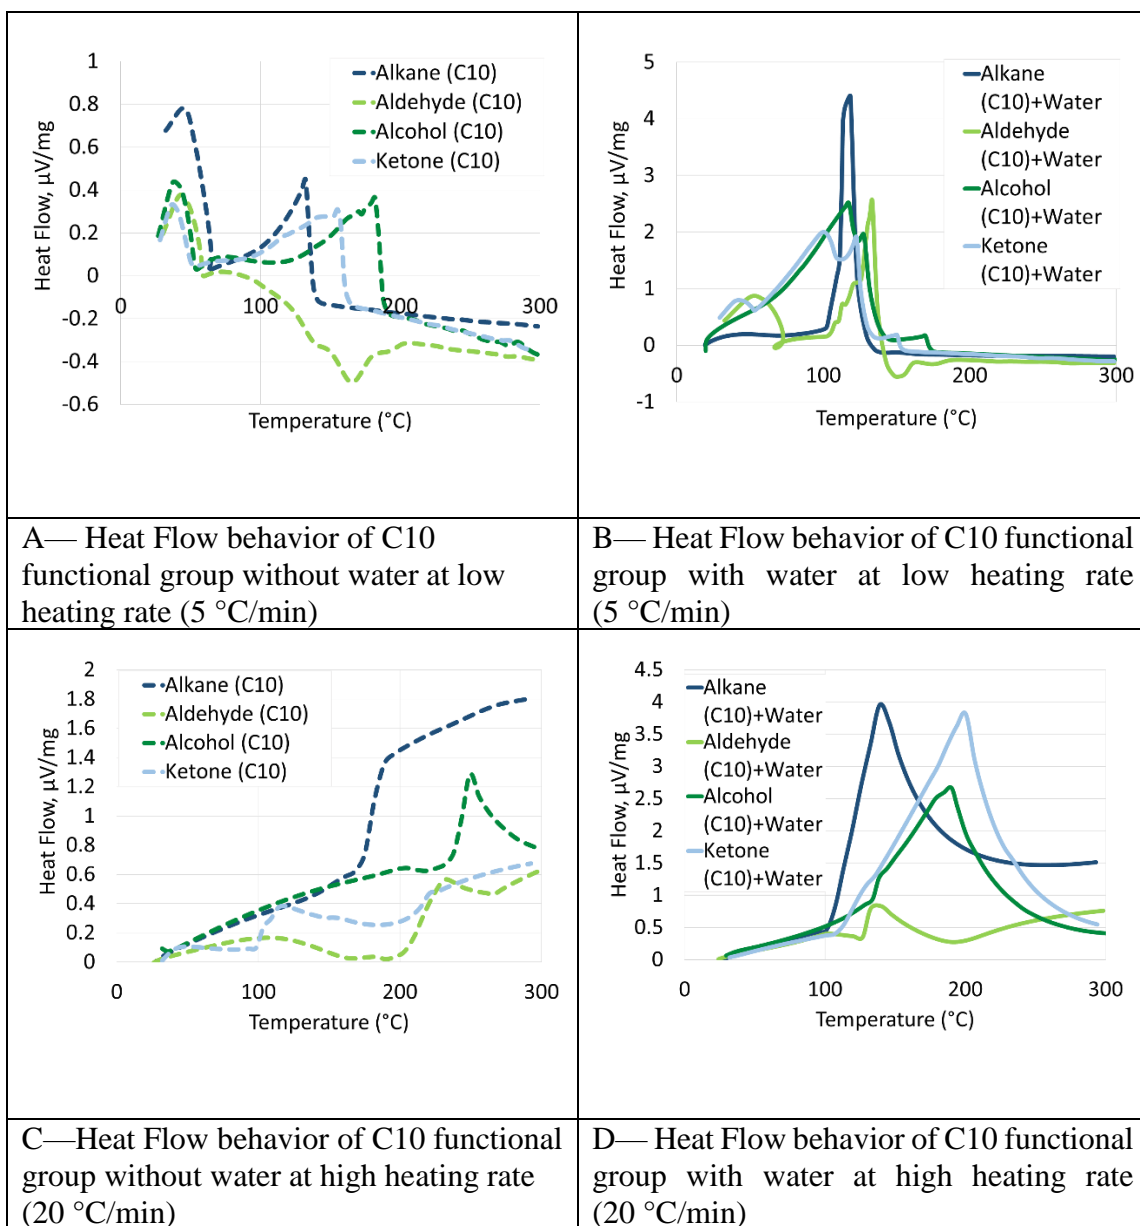 1
0.8
0.6
0.4
0.2
0
-0.2
-0.4
-0.6
0
100
200
300
Heat Flow, µV/mg
Temperature (°C)
Alkane (C10)
Aldehyde (C10)
Alcohol (C10)
Ketone (C10)
5
4
3
2
1
0
-1
0
100
200
300
Heat Flow, µV/mg
Temperature (°C)
Alkane
(C10)+Water
Aldehyde
(C10)+Water
Alcohol
(C10)+Water
Ketone
(C10)+Water
A— Heat Flow behavior of C10
functional group without water at low
heating rate (5 °C/min)
B— Heat Flow behavior of C10 functional
group with water at low heating rate
(5 °C/min)
2
1.8
1.6
1.4
1.2
1
0.8
0.6
0.4
0.2
0
0
100
200
300
Heat Flow, µV/mg
Temperature (°C)
Alkane (C10)
Aldehyde (C10)
Alcohol (C10)
Ketone (C10)
4.5
4
3.5
3
2.5
2
1.5
1
0.5
0
0
100
200
300
Heat Flow, µV/mg
Temperature (°C)
Alkane
(C10)+Water
Aldehyde
(C10)+Water
Alcohol
(C10)+Water
Ketone
(C10)+Water
C—Heat Flow behavior of C10 functional
group without water at high heating rate
(20 °C/min)
D— Heat Flow behavior of C10 functional
group with water at high heating rate
(20 °C/min)